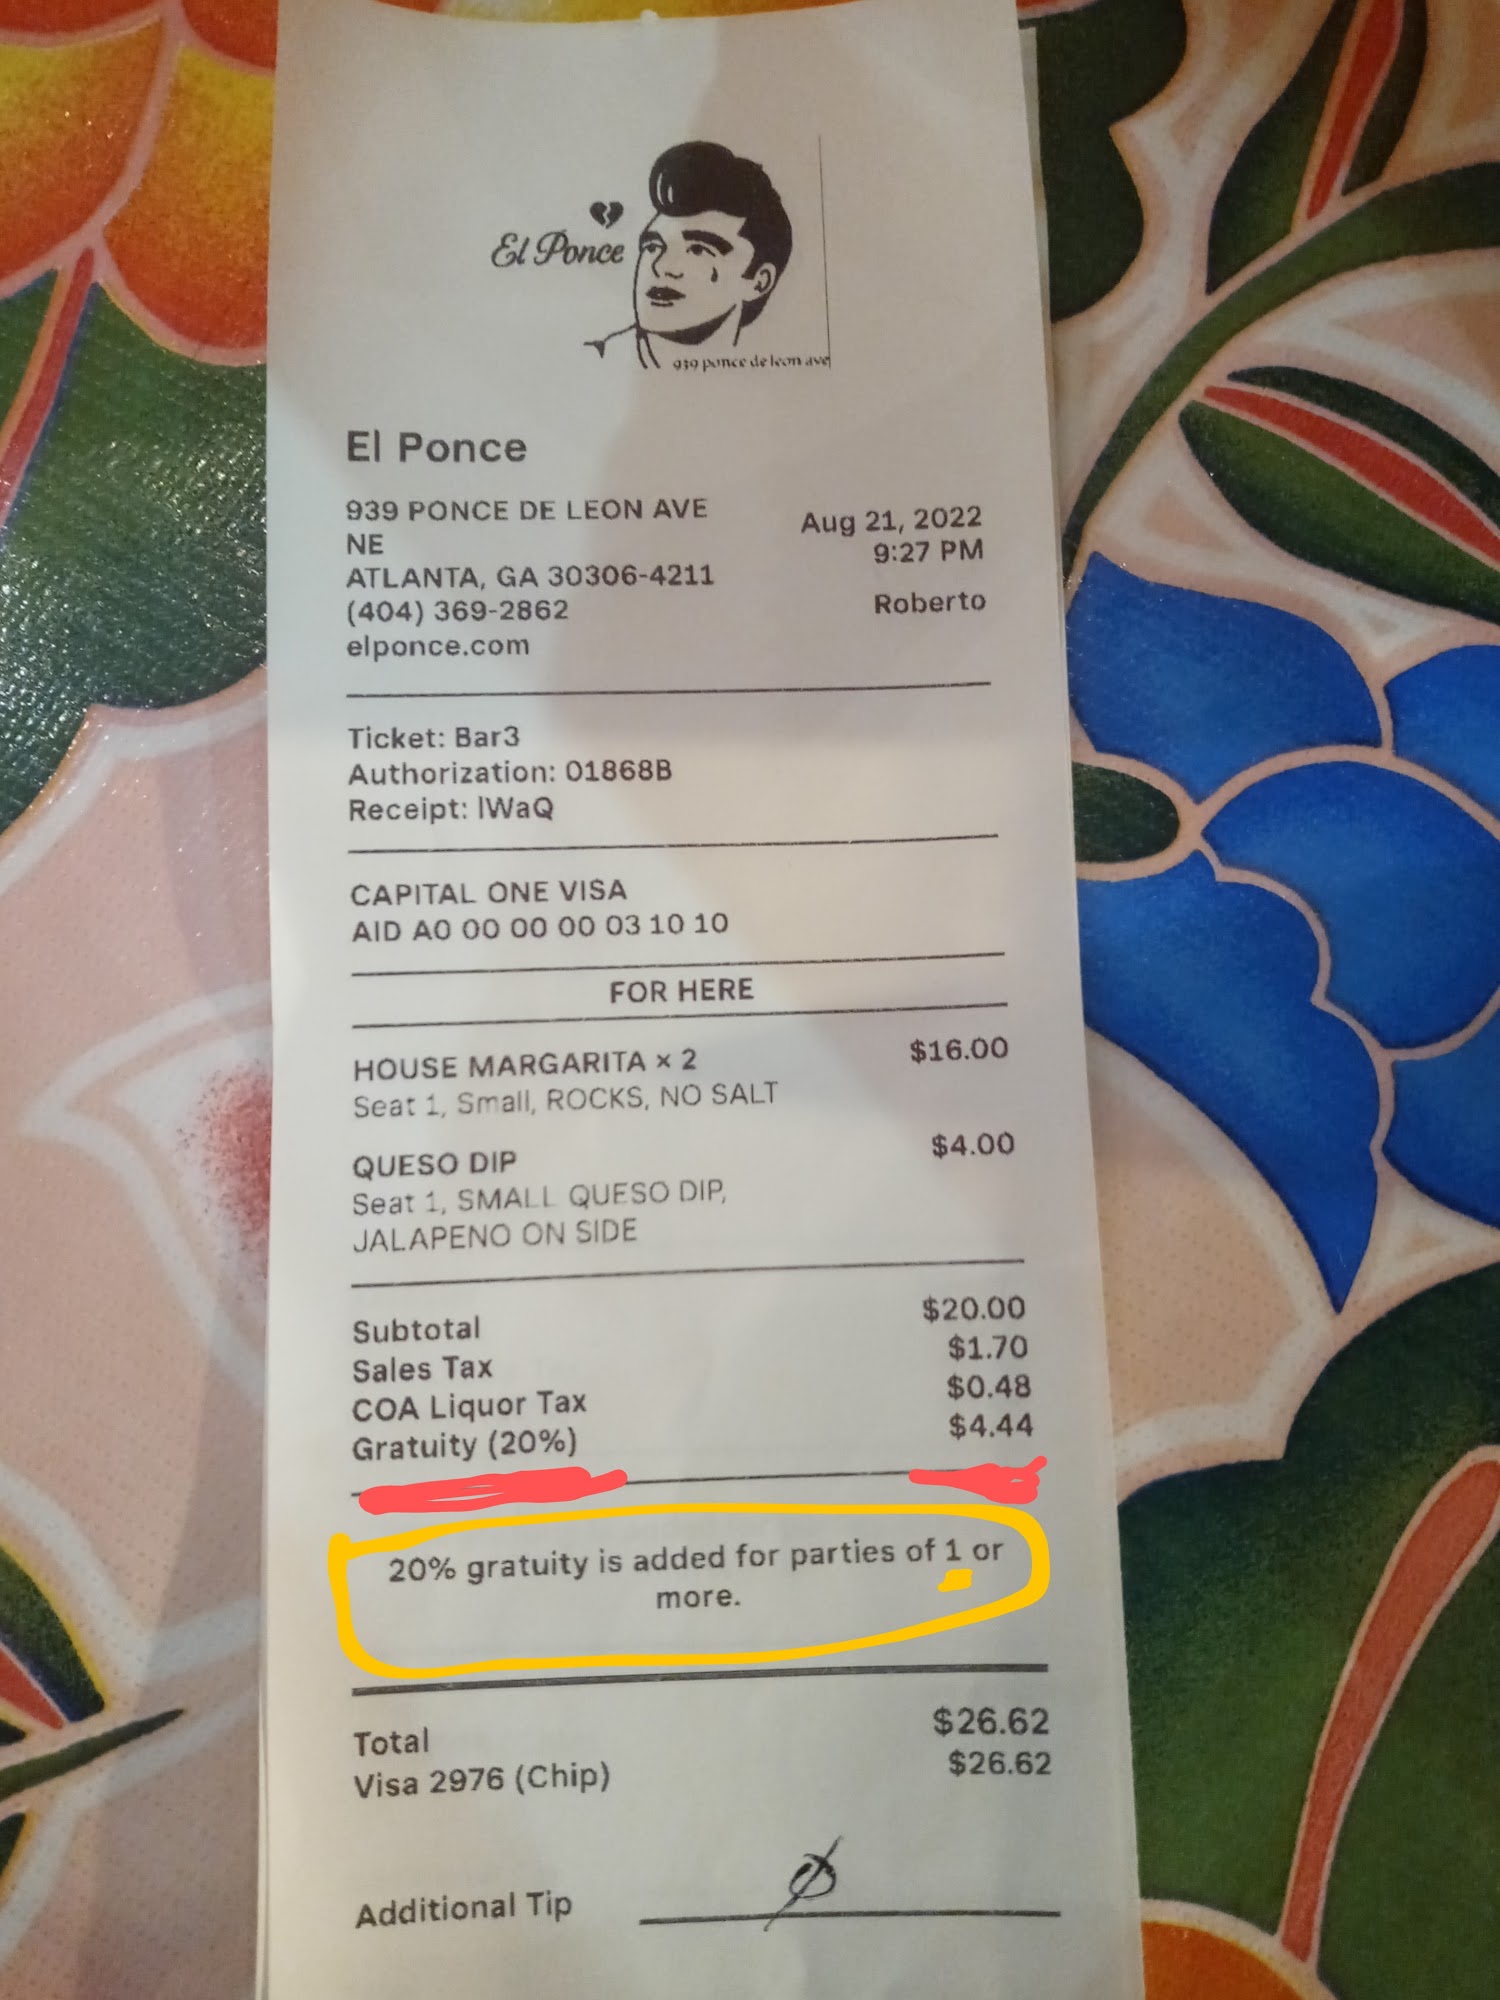 El Ponce
939 ponce de leon ave
El Ponce
939 PONCE DE LEON AVE
NE
ATLANTA, GA 30306-4211
(404) 369-2862
elponce.com
Aug 21, 2022
9:27 PM
Roberto
Ticket: Bar3
Authorization: 01868B
Receipt: IWaQ
CAPITAL ONE VISA
AID A0 00 00 00 03 10 10
FOR HERE
HOUSE MARGARITA × 2 $16.00
Seat 1, Small, ROCKS, NO SALT
QUESO DIP $4.00
Seat 1, SMALL QUESO DIP,
JALAPENO ON SIDE
Subtotal $20.00
Sales Tax $1.70
COA Liquor Tax $0.48
Gratuity (20%) $4.44
20% gratuity is added for parties of 1 or
more.
Total $26.62
Visa 2976 (Chip) $26.62
Additional Tip Ø